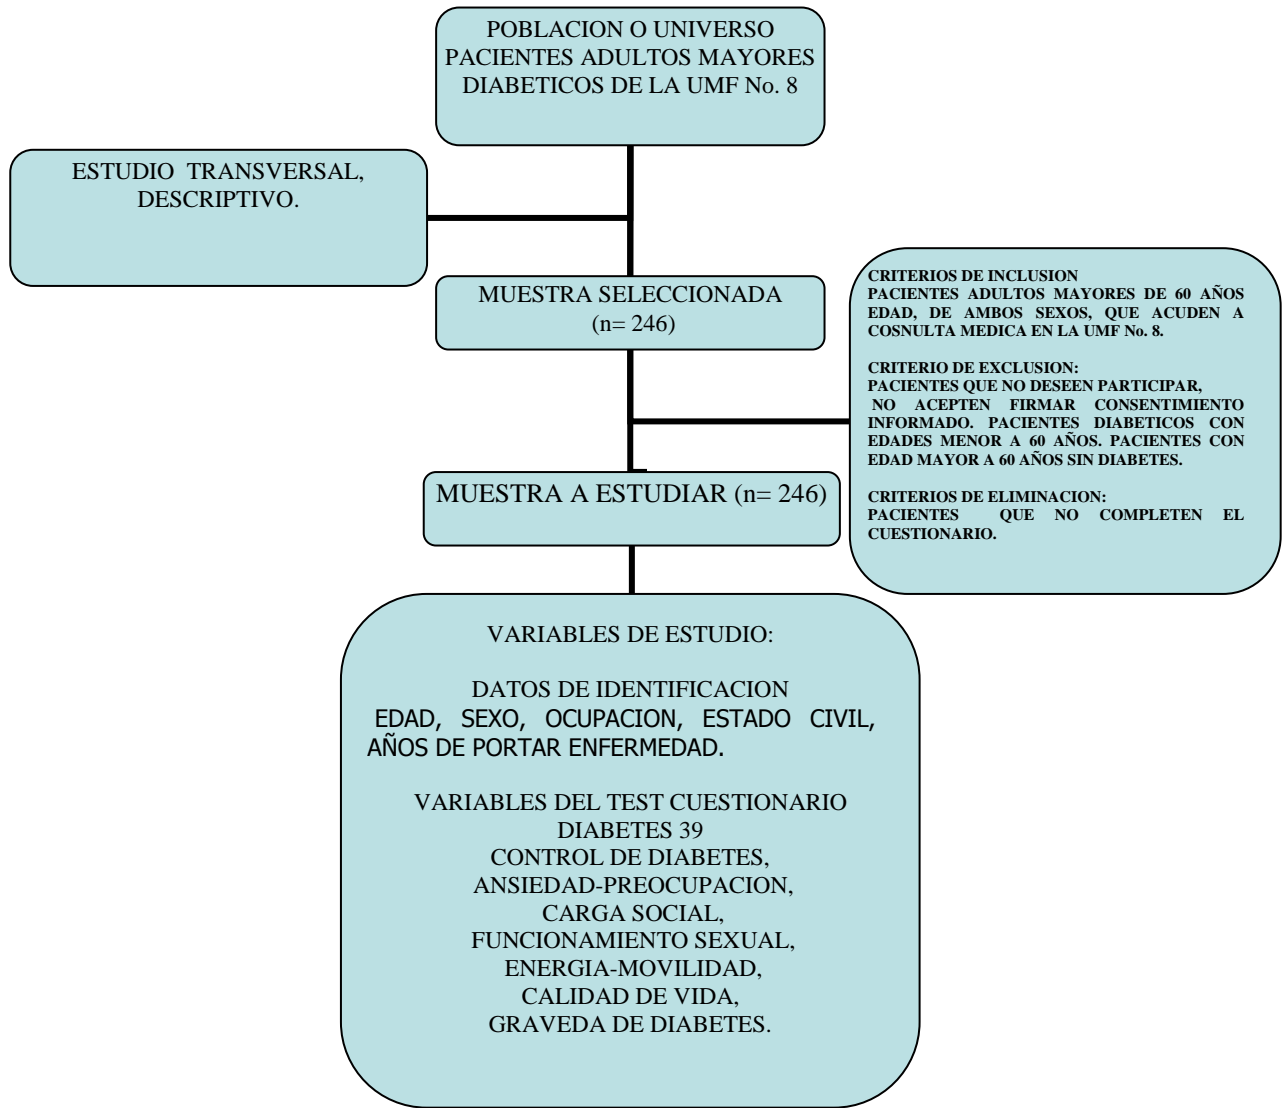 POBLACION O UNIVERSO
PACIENTES ADULTOS MAYORES
DIABETICOS DE LA UMF No. 8
ESTUDIO TRANSVERSAL,
DESCRIPTIVO.
MUESTRA SELECCIONADA
(n= 246)
CRITERIOS DE INCLUSION
PACIENTES ADULTOS MAYORES DE 60 AÑOS
EDAD, DE AMBOS SEXOS, QUE ACUDEN A
COSNULTA MEDICA EN LA UMF No. 8.
CRITERIO DE EXCLUSION:
PACIENTES QUE NO DESEEN PARTICIPAR,
NO ACEPTEN FIRMAR CONSENTIMIENTO
INFORMADO. PACIENTES DIABETICOS CON
EDADES MENOR A 60 AÑOS. PACIENTES CON
EDAD MAYOR A 60 AÑOS SIN DIABETES.
CRITERIOS DE ELIMINACION:
PACIENTES QUE NO COMPLETEN EL
CUESTIONARIO.
MUESTRA A ESTUDIAR (n= 246)
VARIABLES DE ESTUDIO:
DATOS DE IDENTIFICACION
EDAD, SEXO, OCUPACION, ESTADO CIVIL,
AÑOS DE PORTAR ENFERMEDAD.
VARIABLES DEL TEST CUESTIONARIO
DIABETES 39
CONTROL DE DIABETES,
ANSIEDAD-PREOCUPACION,
CARGA SOCIAL,
FUNCIONAMIENTO SEXUAL,
ENERGIA-MOVILIDAD,
CALIDAD DE VIDA,
GRAVEDA DE DIABETES.